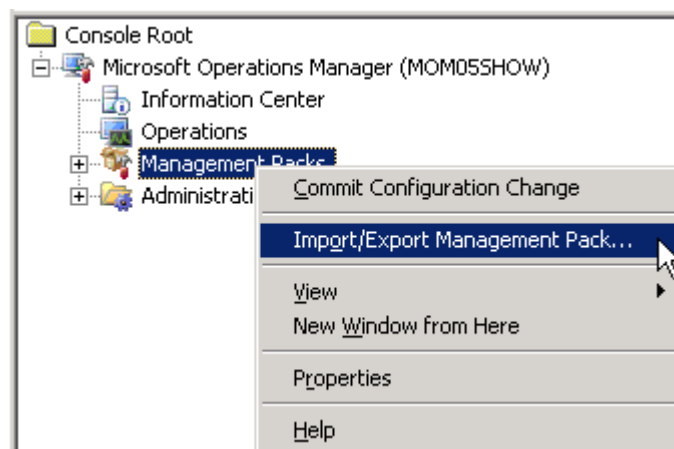 Console Root
Microsoft Operations Manager (MOM05SHOW)
Information Center
Operations
Management Packs
Administrati
Commit Configuration Change
Import/Export Management Pack...
View
New Window from Here
Properties
Help